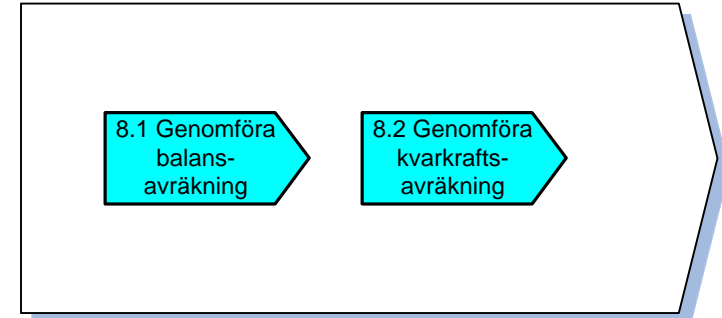 8.1 Genomföra
balans-
avräkning
8.2 Genomföra
kvarkrafts-
avräkning